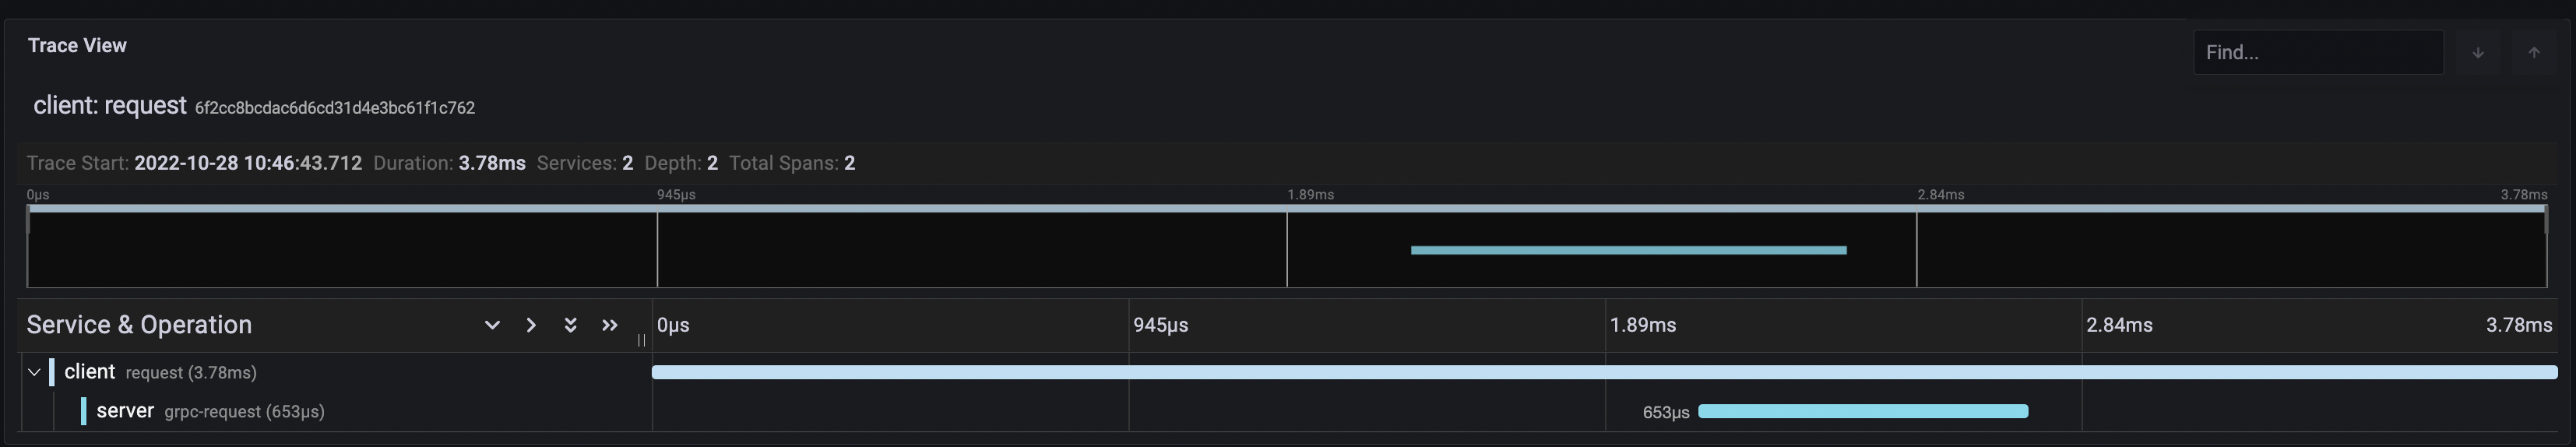 Trace View
Find...
client: request 6f2cc8bcdac6d6cd31d4e3bc61f1c762
Trace Start: 2022-10-28 10:46:43.712 Duration: 3.78ms Services: 2 Depth: 2 Total Spans: 2
0μs 945μs 1.89ms 2.84ms 3.78ms
Service & Operation 0μs 945μs 1.89ms 2.84ms 3.78ms
client request (3.78ms)
server grpc-request (653μs) 653μs